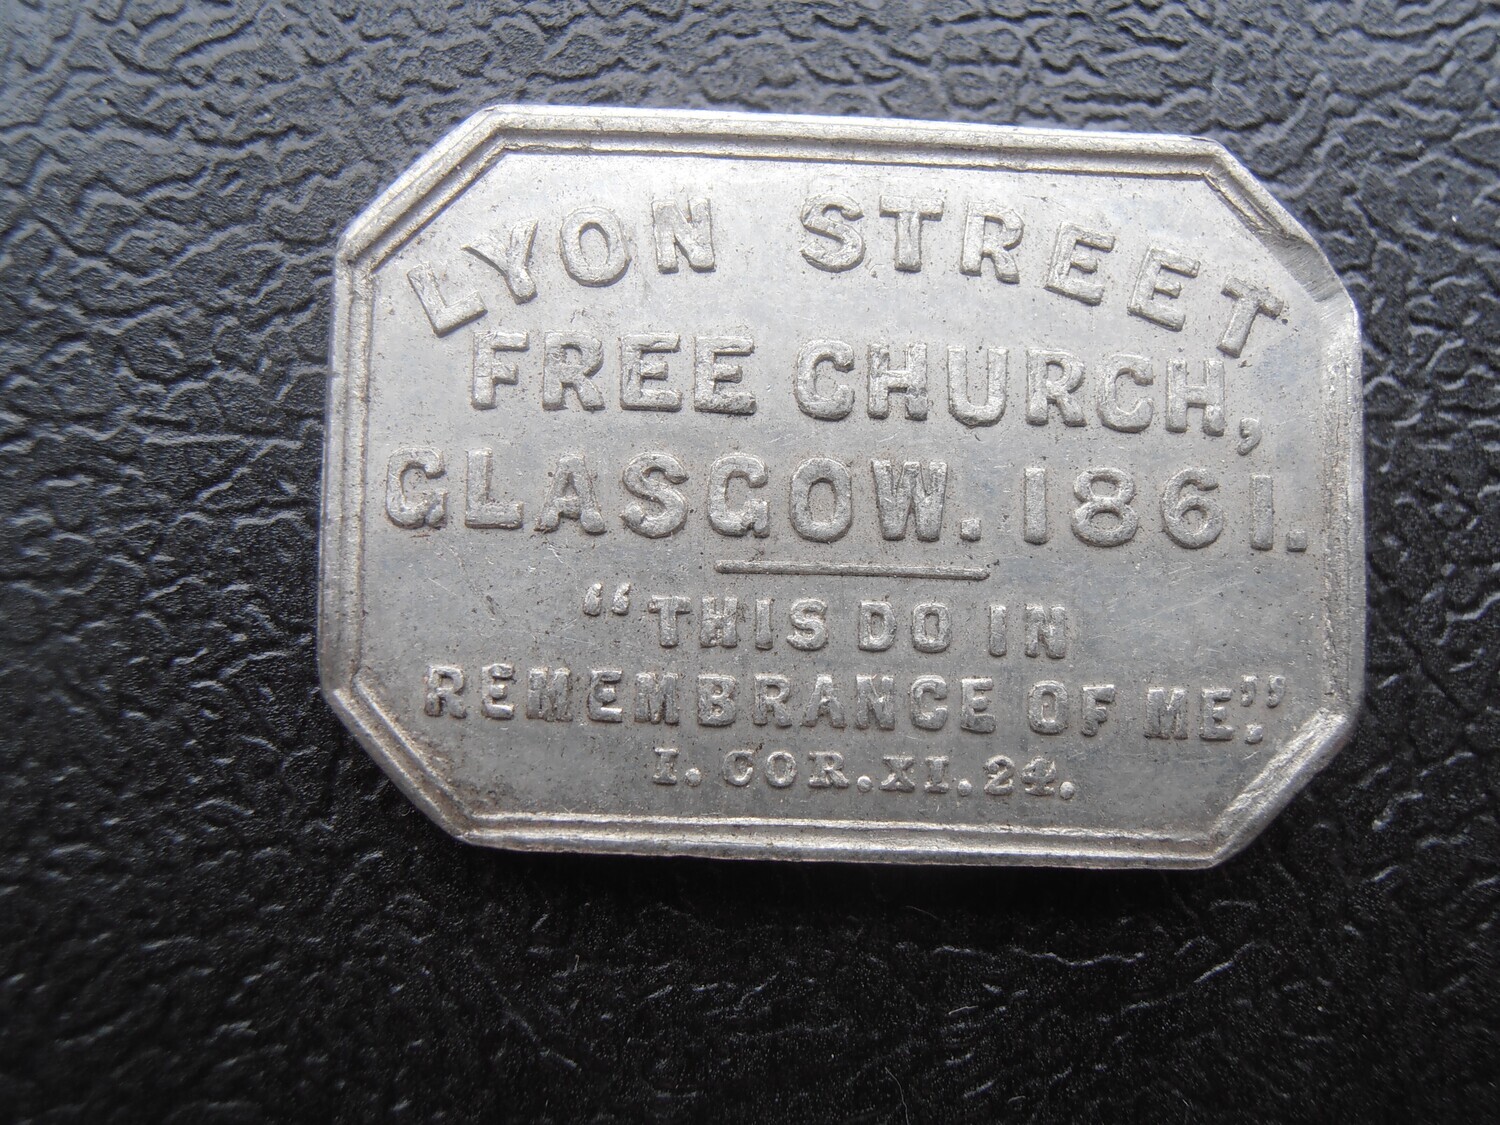 LYON STREET
FREE CHURCH,
GLASGOW. 1861.
“THIS DO IN
REMEMBRANCE OF ME.”
I. COR. XI. 24.